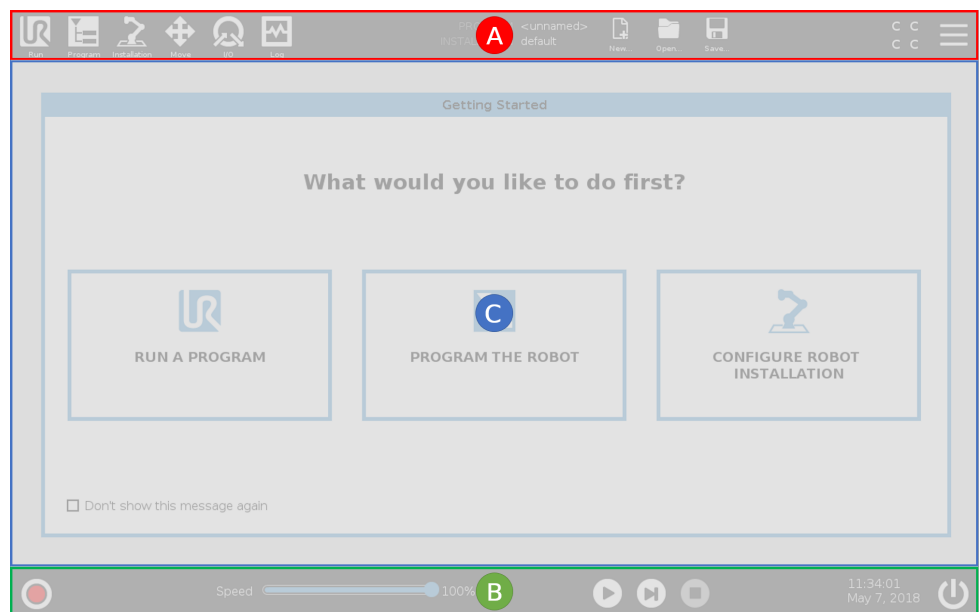 Run Program Installation Move I/O Log
<unnamed>
default
New... Open... Save...
C C
C C
A
Getting Started
What would you like to do first?
C
RUN A PROGRAM
PROGRAM THE ROBOT
CONFIGURE ROBOT
INSTALLATION
Don't show this message again
Speed 100%
B
11:34:01
May 7, 2018